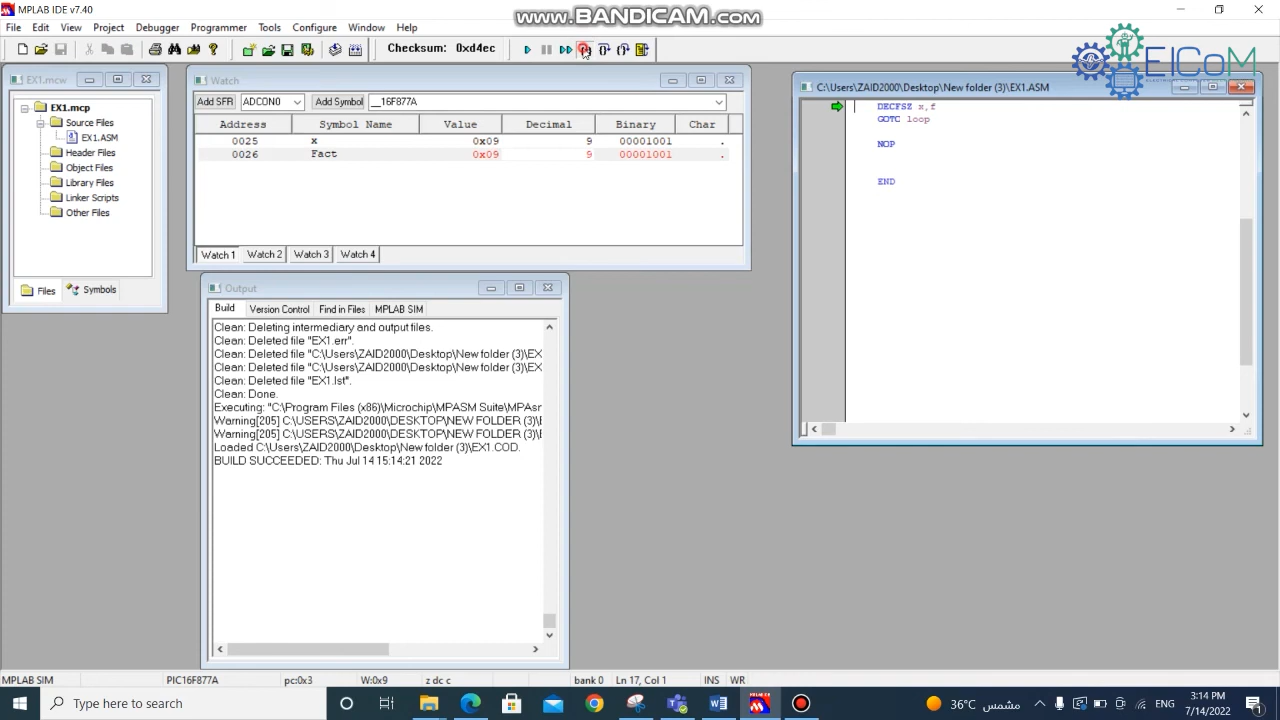 MPLAB IDE v7.40
www.BANDICAM.com
File Edit View Project Debugger Programmer Tools Configure Window Help
Checksum: 0xd4ec
EICoM
EX1.mcw
EX1.mcp
Source Files
EX1.ASM
Header Files
Object Files
Library Files
Linker Scripts
Other Files
Files Symbols
Watch
Add SFR ADCON0 Add Symbol __16F877A
Address Symbol Name Value Decimal Binary Char
0025 x 0x09 9 00001001 .
0026 Fact 0x09 9 00001001 .
Watch 1 Watch 2 Watch 3 Watch 4
Output
Build Version Control Find in Files MPLAB SIM
Clean: Deleting intermediary and output files.
Clean: Deleted file "EX1.err".
Clean: Deleted file "C:\Users\ZAID2000\Desktop\New folder (3)\EX
Clean: Deleted file "C:\Users\ZAID2000\Desktop\New folder (3)\EX
Clean: Deleted file "EX1.lst".
Clean: Done.
Executing: "C:\Program Files (x86)\Microchip\MPASM Suite\MPAsn
Warning[205] C:\USERS\ZAID2000\DESKTOP\NEW FOLDER (3)\E
Warning[205] C:\USERS\ZAID2000\DESKTOP\NEW FOLDER (3)\E
Loaded C:\Users\ZAID2000\Desktop\New folder (3)\EX1.COD.
BUILD SUCCEEDED: Thu Jul 14 15:14:21 2022
C:\Users\ZAID2000\Desktop\New folder (3)\EX1.ASM
DECFSZ x,f
GOTO loop
NOP
END
MPLAB SIM PIC16F877A pc:0x3 W:0x9 z dc c bank 0 Ln 17, Col 1 INS WR
Type here to search
36°C مشمس
ENG
3:14 PM
7/14/2022
1